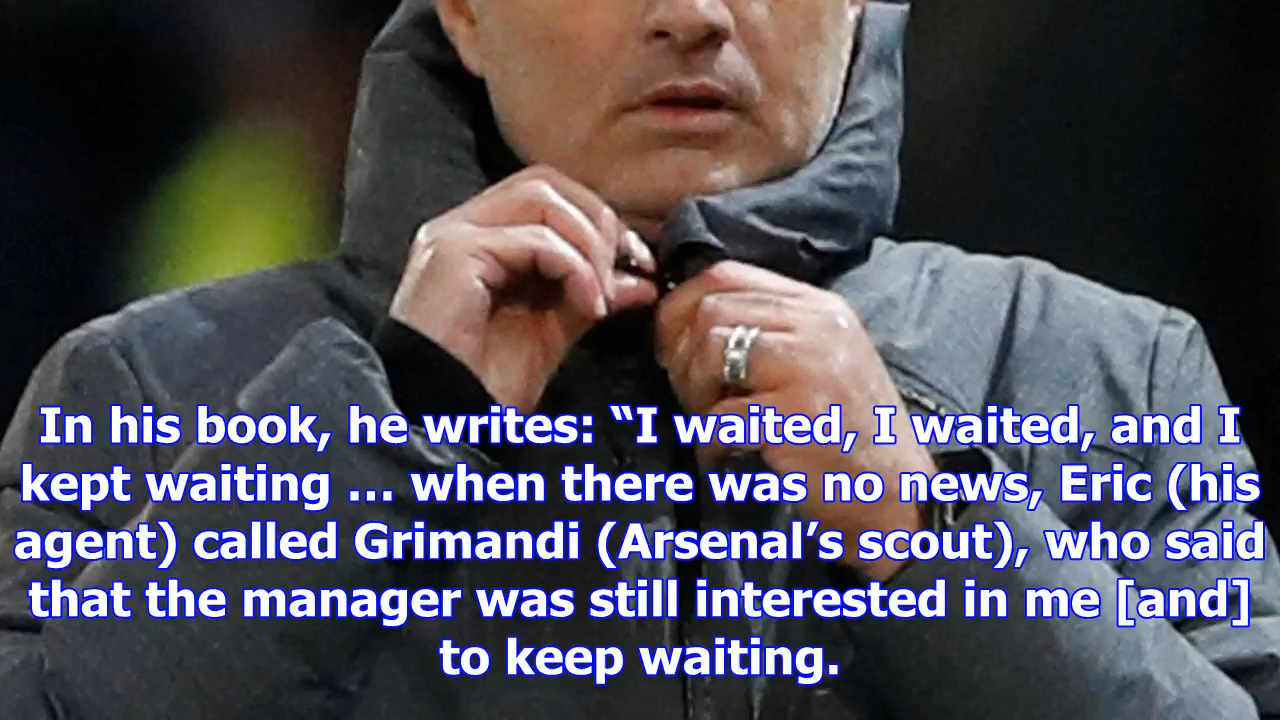 In his book, he writes: “I waited, I waited, and I
kept waiting … when there was no news, Eric (his
agent) called Grimandi (Arsenal’s scout), who said
that the manager was still interested in me [and]
to keep waiting.